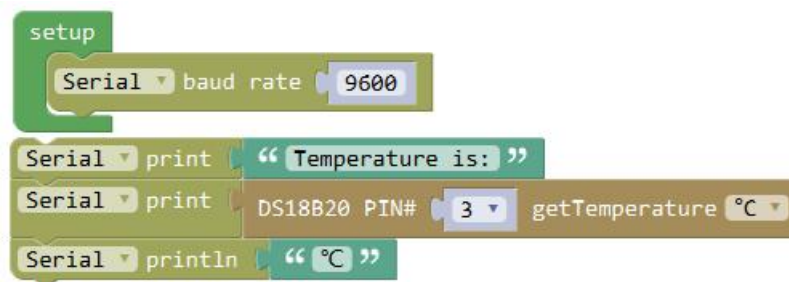 setup
Serial baud rate 9600
Serial print “ Temperature is: ”
Serial print DS18B20 PIN# 3 getTemperature ℃
Serial println “ ℃ ”